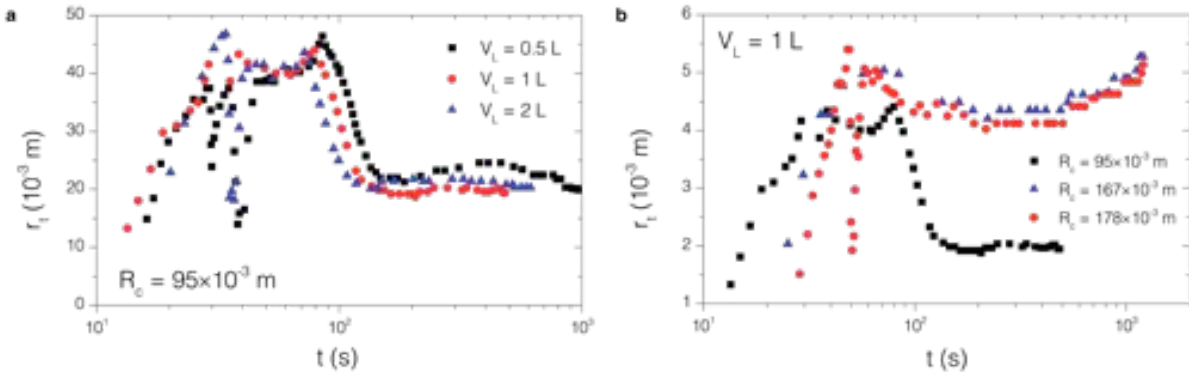 a
50
40
30
20
10
0
r_t (10^-3 m)
V_L = 0.5 L
V_L = 1 L
V_L = 2 L
R_c = 95×10^-3 m
10^1
10^2
10^3
t (s)
b
6
5
4
3
2
1
r_t (10^-3 m)
V_L = 1 L
R_c = 95×10^-3 m
R_c = 167×10^-3 m
R_c = 178×10^-3 m
10^1
10^2
10^3
t (s)